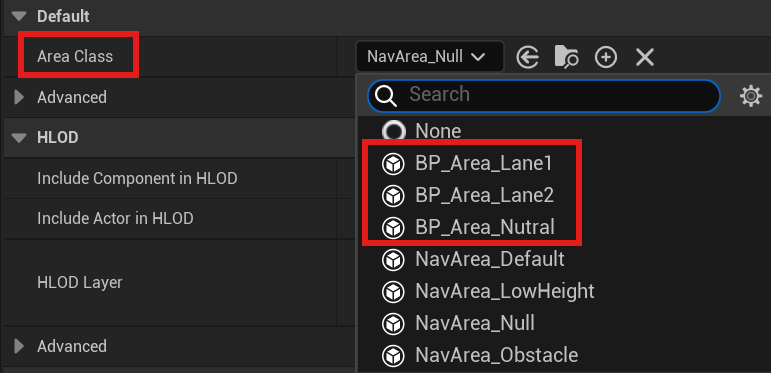 Default
Area Class
NavArea_Null
Search
Advanced
None
HLOD
BP_Area_Lane1
Include Component in HLOD
BP_Area_Lane2
Include Actor in HLOD
BP_Area_Nutral
NavArea_Default
HLOD Layer
NavArea_LowHeight
NavArea_Null
Advanced
NavArea_Obstacle